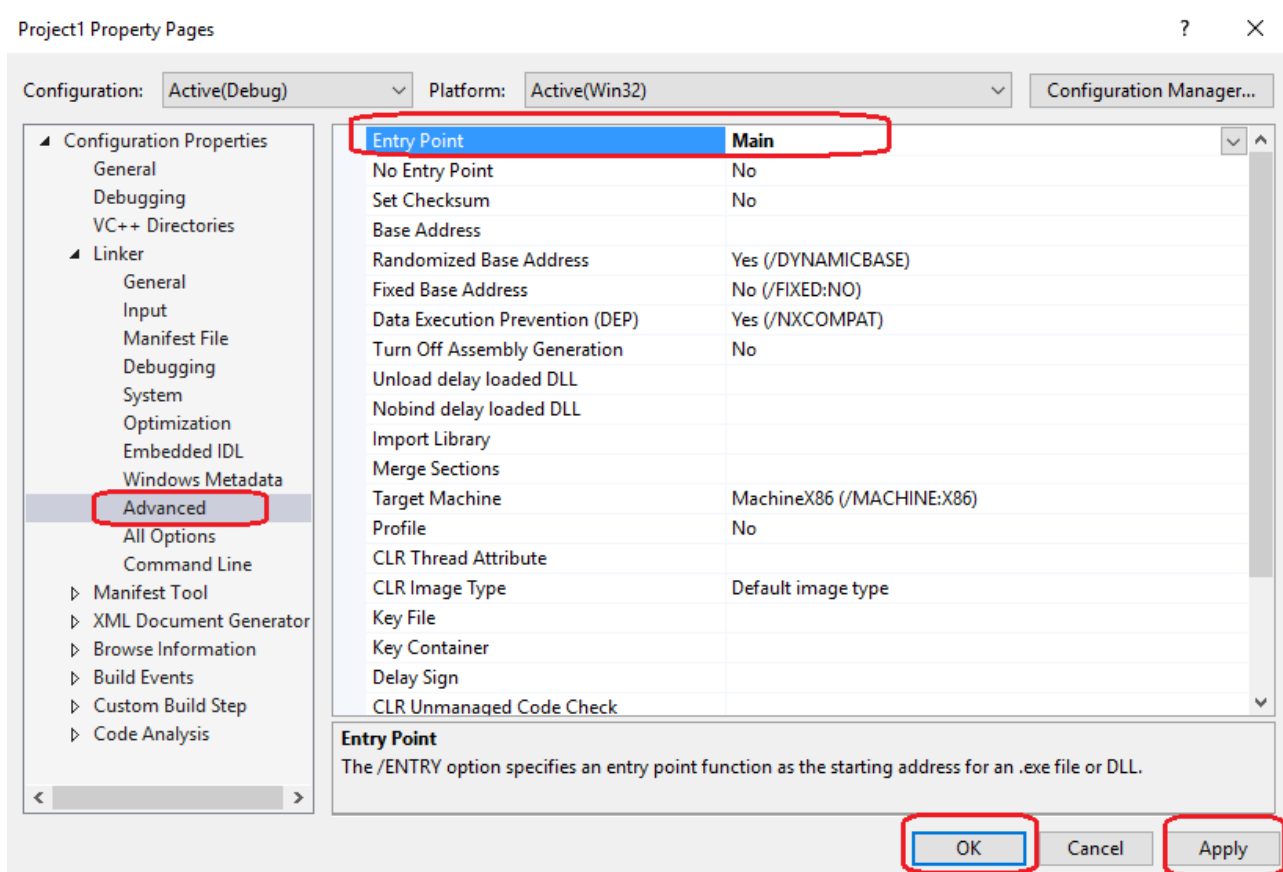 Project1 Property Pages
Configuration: Active(Debug) Platform: Active(Win32) Configuration Manager...
Configuration Properties
General
Debugging
VC++ Directories
Linker
General
Input
Manifest File
Debugging
System
Optimization
Embedded IDL
Windows Metadata
Advanced
All Options
Command Line
Manifest Tool
XML Document Generator
Browse Information
Build Events
Custom Build Step
Code Analysis
Entry Point Main
No Entry Point No
Set Checksum No
Base Address
Randomized Base Address Yes (/DYNAMICBASE)
Fixed Base Address No (/FIXED:NO)
Data Execution Prevention (DEP) Yes (/NXCOMPAT)
Turn Off Assembly Generation No
Unload delay loaded DLL
Nobind delay loaded DLL
Import Library
Merge Sections
Target Machine MachineX86 (/MACHINE:X86)
Profile No
CLR Thread Attribute
CLR Image Type Default image type
Key File
Key Container
Delay Sign
CLR Unmanaged Code Check
Entry Point
The /ENTRY option specifies an entry point function as the starting address for an .exe file or DLL.
OK Cancel Apply